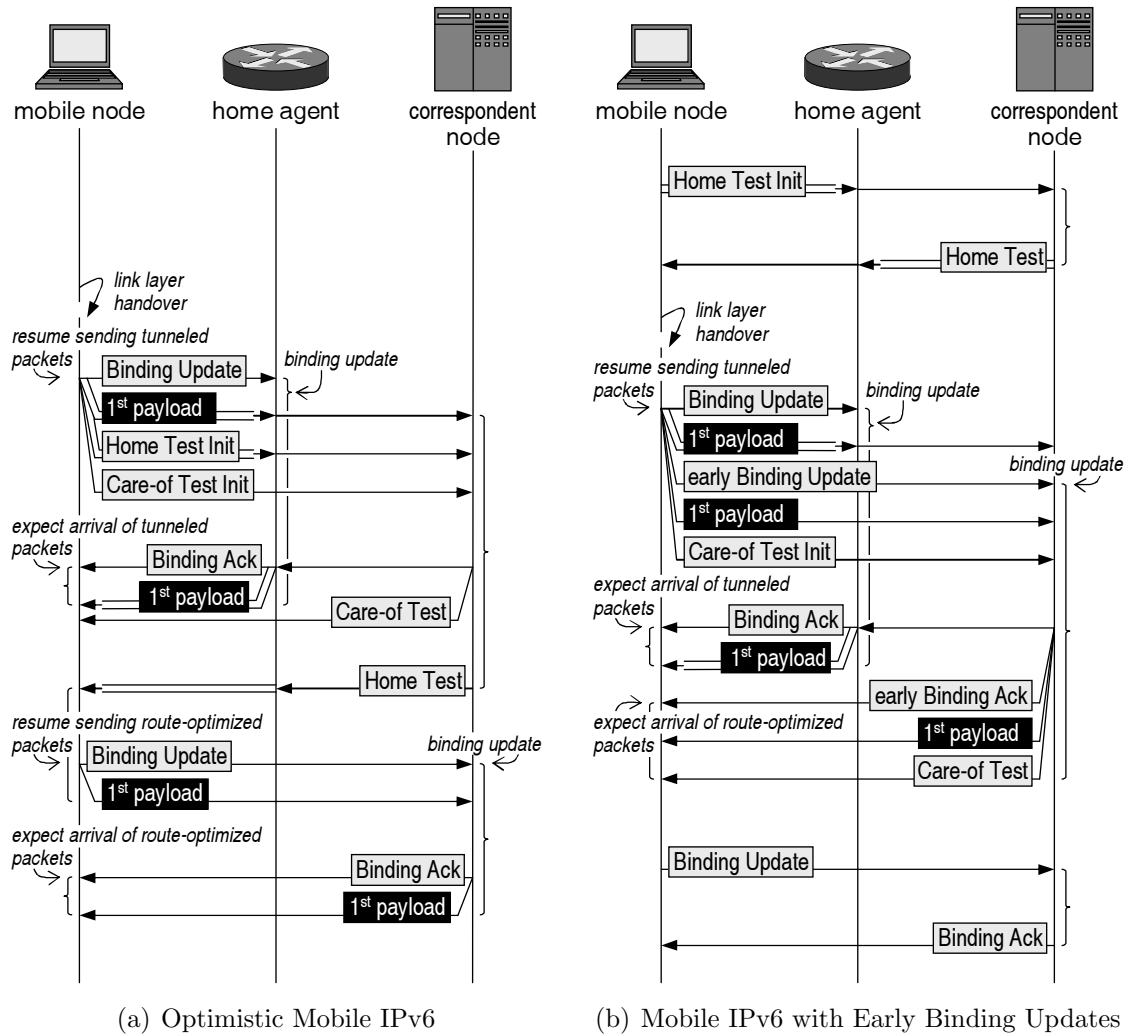 mobile node
home agent
correspondent
node
link layer
handover
resume sending tunneled
packets
binding update
Binding Update
1st payload
Home Test Init
Care-of Test Init
expect arrival of tunneled
packets
Binding Ack
1st payload
Care-of Test
Home Test
resume sending route-optimized
packets
binding update
Binding Update
1st payload
expect arrival of route-optimized
packets
Binding Ack
1st payload
(a) Optimistic Mobile IPv6
mobile node
home agent
correspondent
node
Home Test Init
Home Test
link layer
handover
resume sending tunneled
packets
binding update
Binding Update
1st payload
binding update
early Binding Update
1st payload
Care-of Test Init
expect arrival of tunneled
packets
Binding Ack
1st payload
early Binding Ack
expect arrival of route-optimized
packets
1st payload
Care-of Test
Binding Update
Binding Ack
(b) Mobile IPv6 with Early Binding Updates